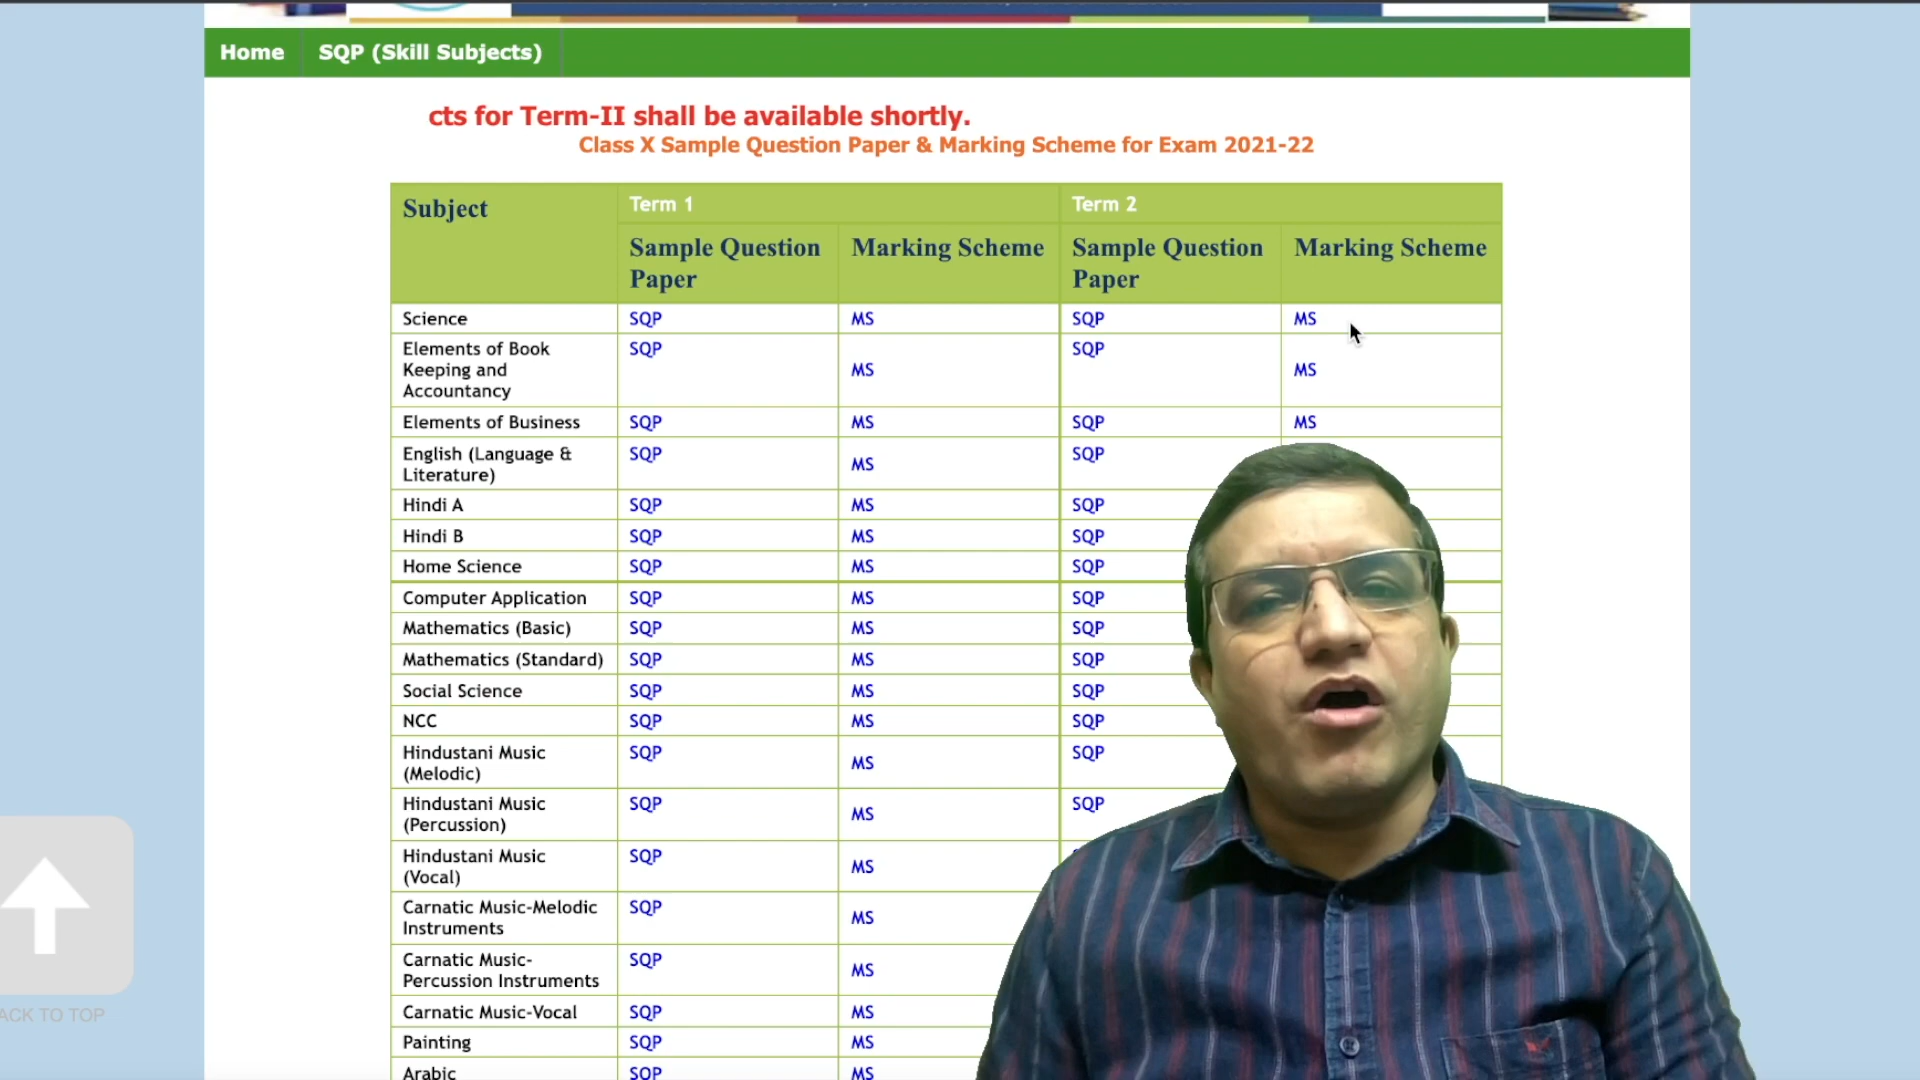 Home SQP (Skill Subjects)
cts for Term-II shall be available shortly.
Class X Sample Question Paper & Marking Scheme for Exam 2021-22
Subject Term 1 Term 2
Sample Question Marking Scheme Sample Question Marking Scheme
Paper Paper
Science SQP MS SQP MS
Elements of Book SQP SQP
Keeping and MS MS
Accountancy
Elements of Business SQP MS SQP MS
English (Language & SQP SQP
Literature) MS
Hindi A SQP MS SQP
Hindi B SQP MS SQP
Home Science SQP MS SQP
Computer Application SQP MS SQP
Mathematics (Basic) SQP MS SQP
Mathematics (Standard) SQP MS SQP
Social Science SQP MS SQP
NCC SQP MS SQP
Hindustani Music SQP SQP
(Melodic) MS
Hindustani Music SQP SQP
(Percussion) MS
Hindustani Music SQP
(Vocal) MS
Carnatic Music-Melodic SQP
Instruments MS
Carnatic Music- SQP
Percussion Instruments MS
Carnatic Music-Vocal SQP MS
Painting SQP MS
Arabic SQP MS
ACK TO TOP